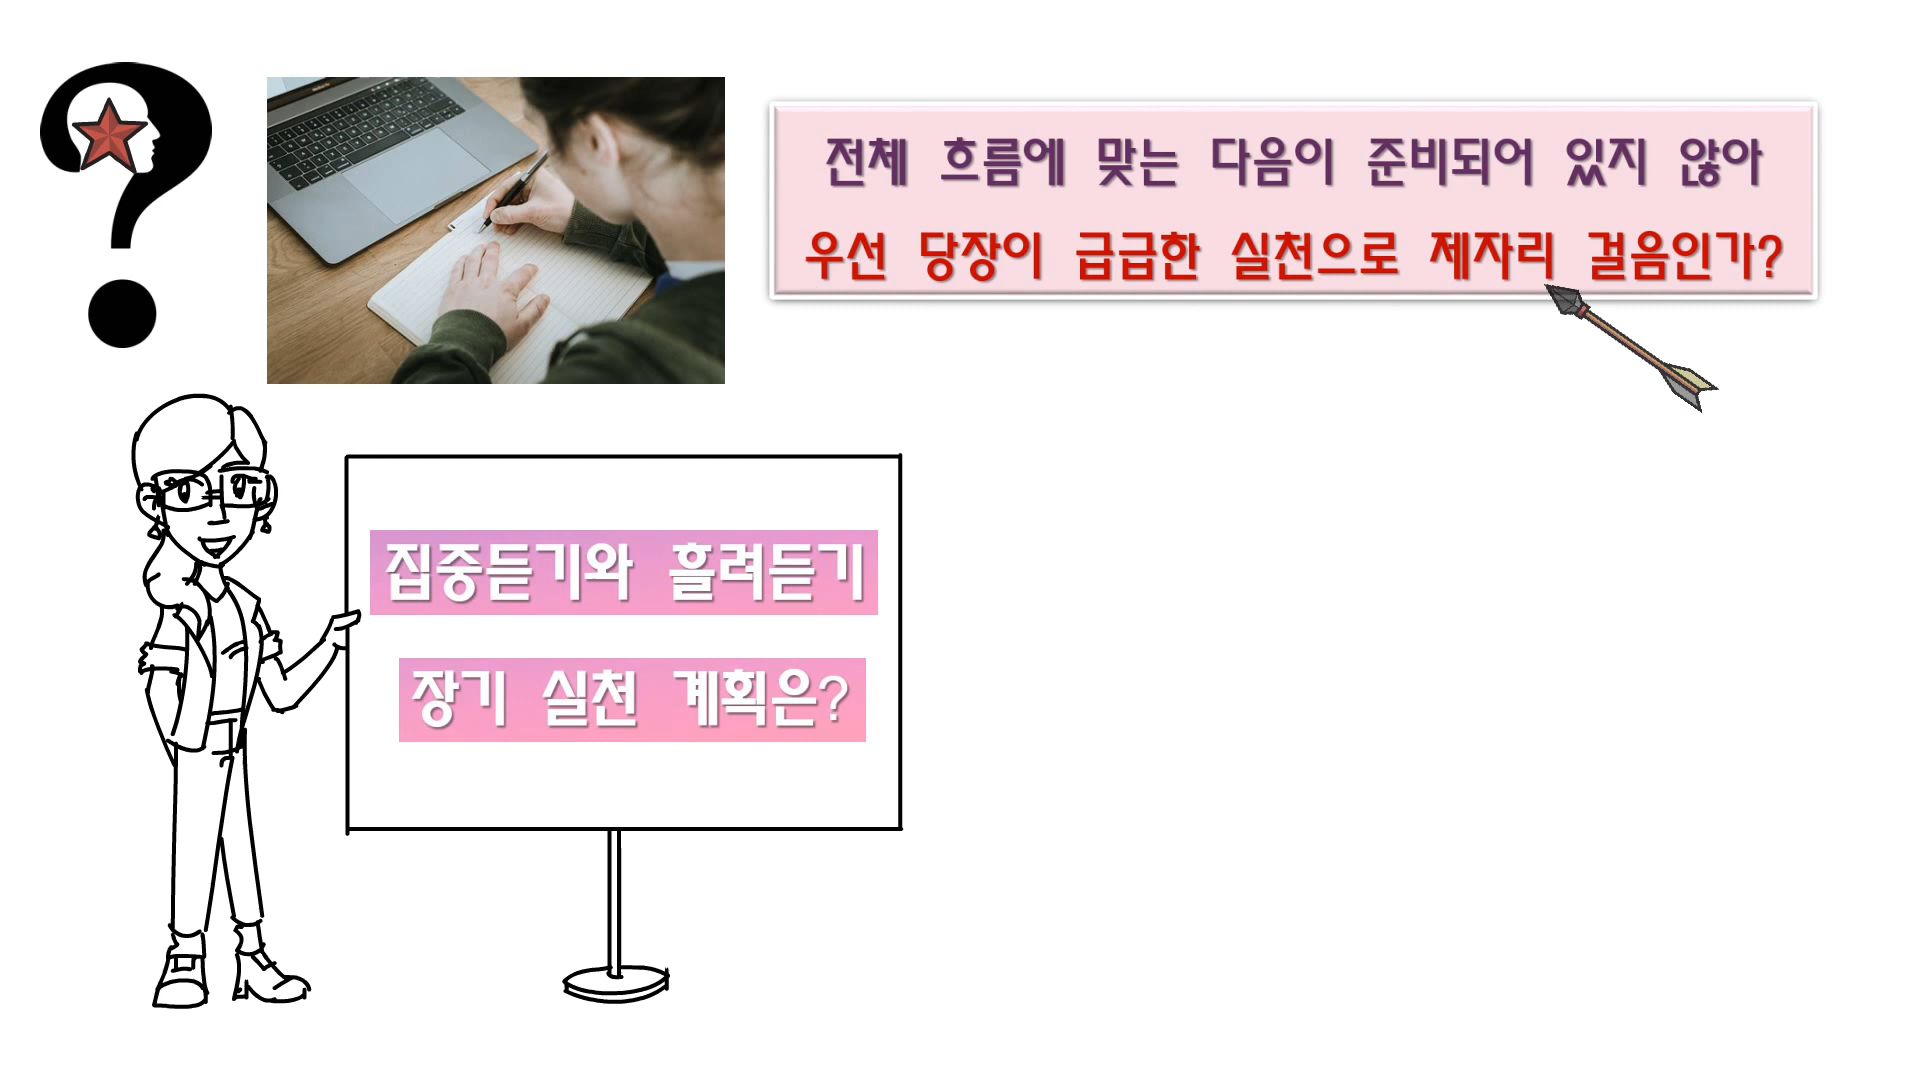 전체 흐름에 맞는 다음이 준비되어 있지 않아
우선 당장이 급급한 실천으로 제자리 걸음인가?
집중듣기와 흘려듣기
장기 실천 계획은?